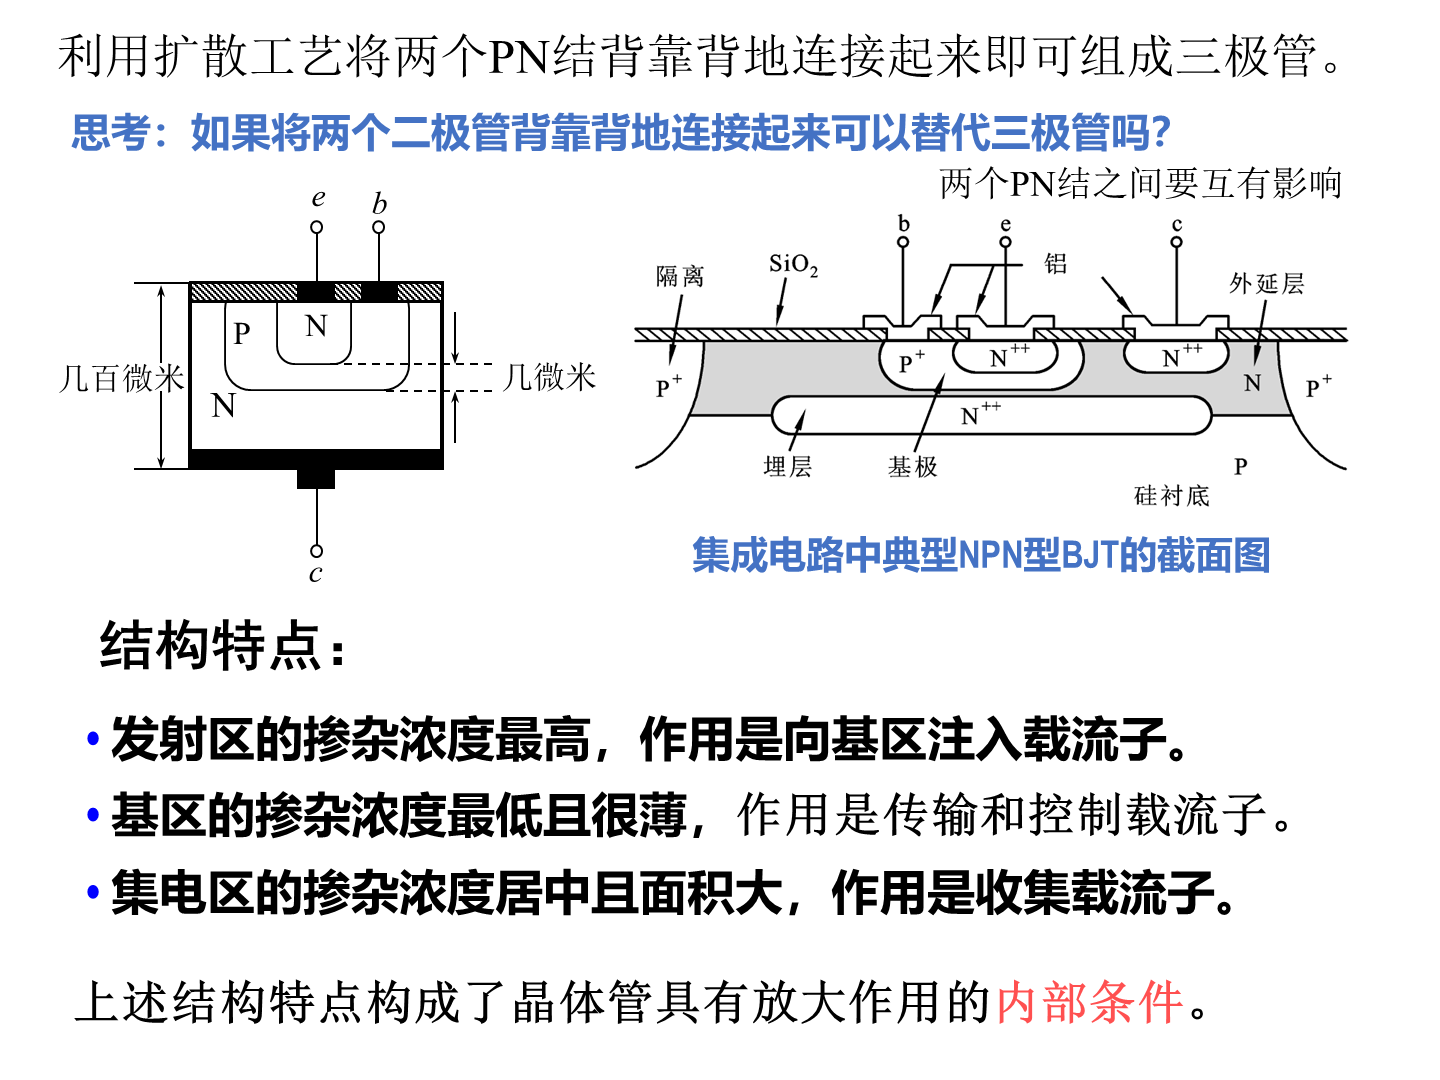 利用扩散工艺将两个PN结背靠背地连接起来即可组成三极管。
思考：如果将两个二极管背靠背地连接起来可以替代三极管吗？
两个PN结之间要互有影响
e
b
P
N
N
几百微米
几微米
c
b
e
c
隔离
SiO₂
铝
外延层
P⁺
P⁺
N⁺⁺
N⁺⁺
N
P⁺
N⁺⁺
埋层
基极
P
硅衬底
集成电路中典型NPN型BJT的截面图
结构特点：
• 发射区的掺杂浓度最高，作用是向基区注入载流子。
• 基区的掺杂浓度最低且很薄，作用是传输和控制载流子。
• 集电区的掺杂浓度居中且面积大，作用是收集载流子。
上述结构特点构成了晶体管具有放大作用的内部条件。